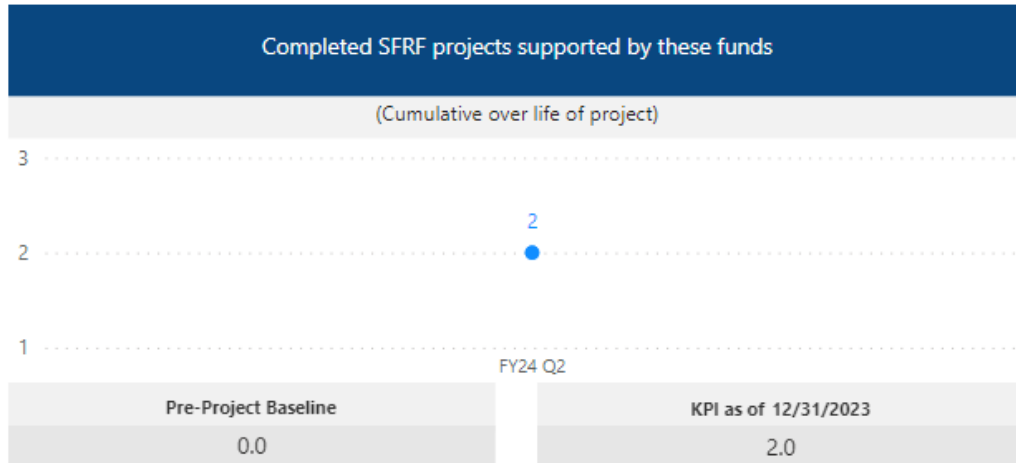 Completed SFRF projects supported by these funds
(Cumulative over life of project)
3
2
2
1
FY24 Q2
Pre-Project Baseline
KPI as of 12/31/2023
0.0
2.0